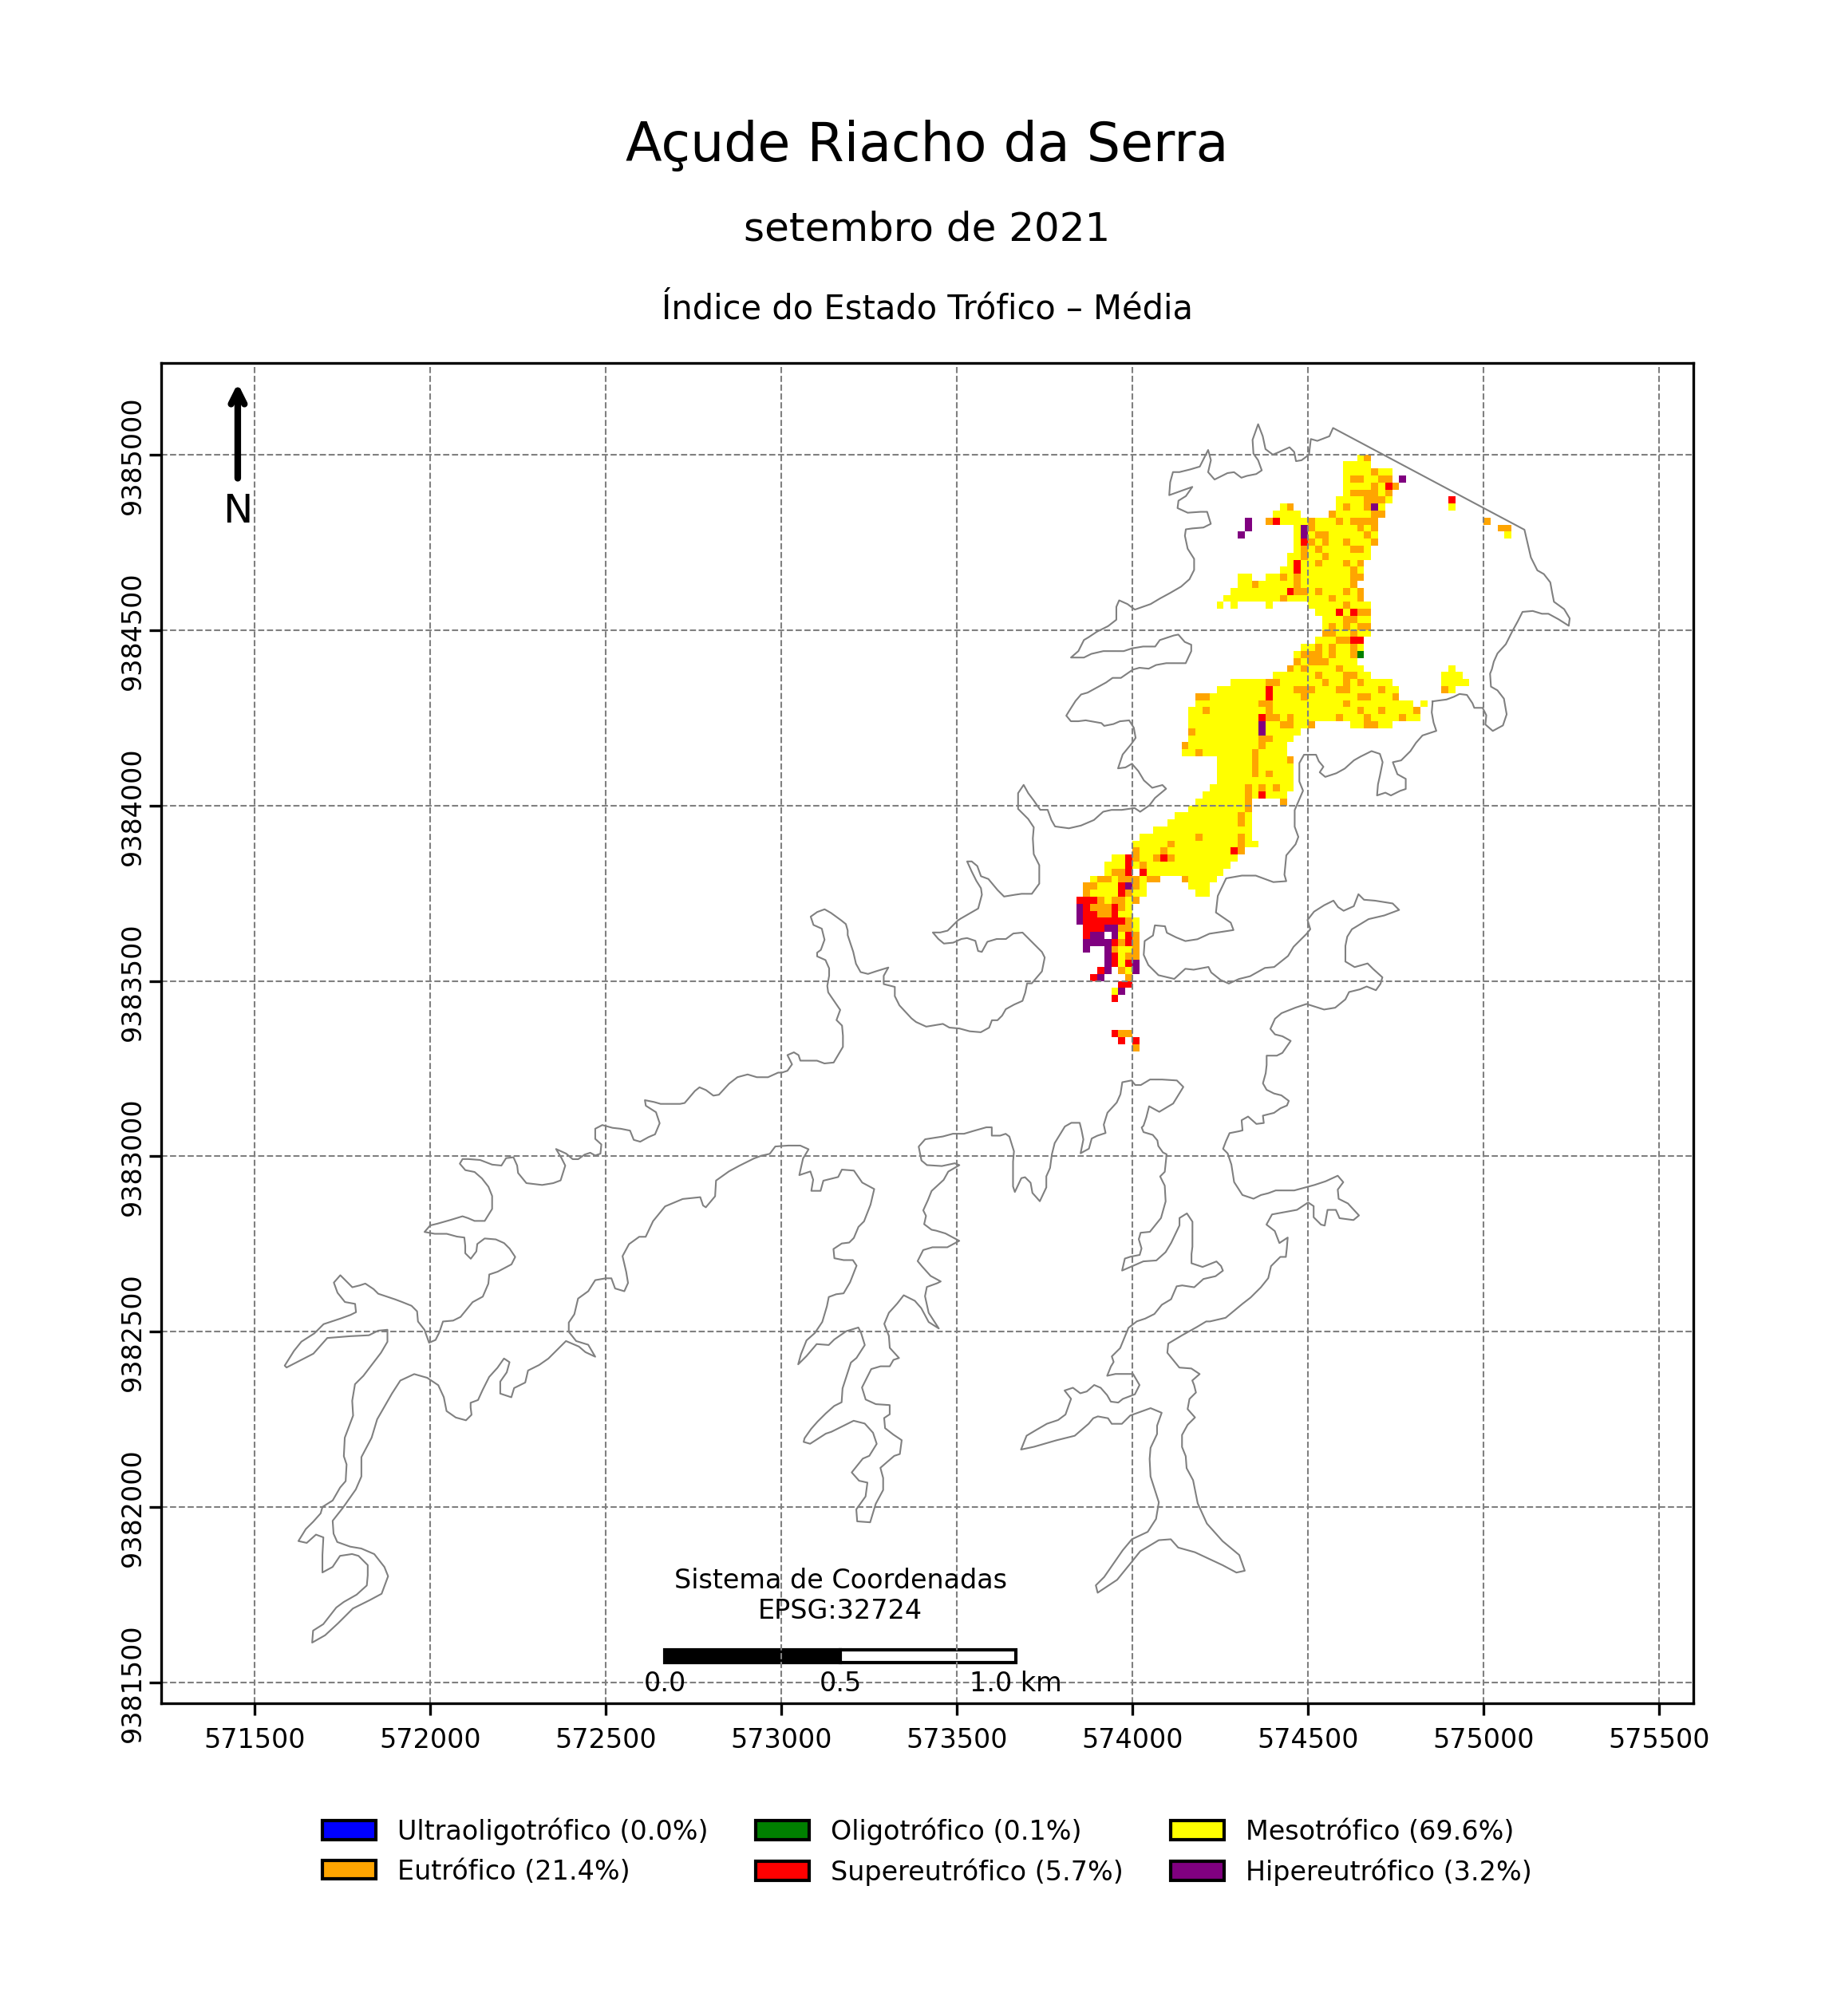 Açude Riacho da Serra
setembro de 2021
Índice do Estado Trófico – Média
N
9385000
9384500
9384000
9383500
9383000
9382500
9382000
9381500
Sistema de Coordenadas
EPSG:32724
0.0 0.5 1.0 km
571500 572000 572500 573000 573500 574000 574500 575000 575500
Ultraoligotrófico (0.0%) Oligotrófico (0.1%) Mesotrófico (69.6%)
Eutrófico (21.4%) Supereutrófico (5.7%) Hipereutrófico (3.2%)